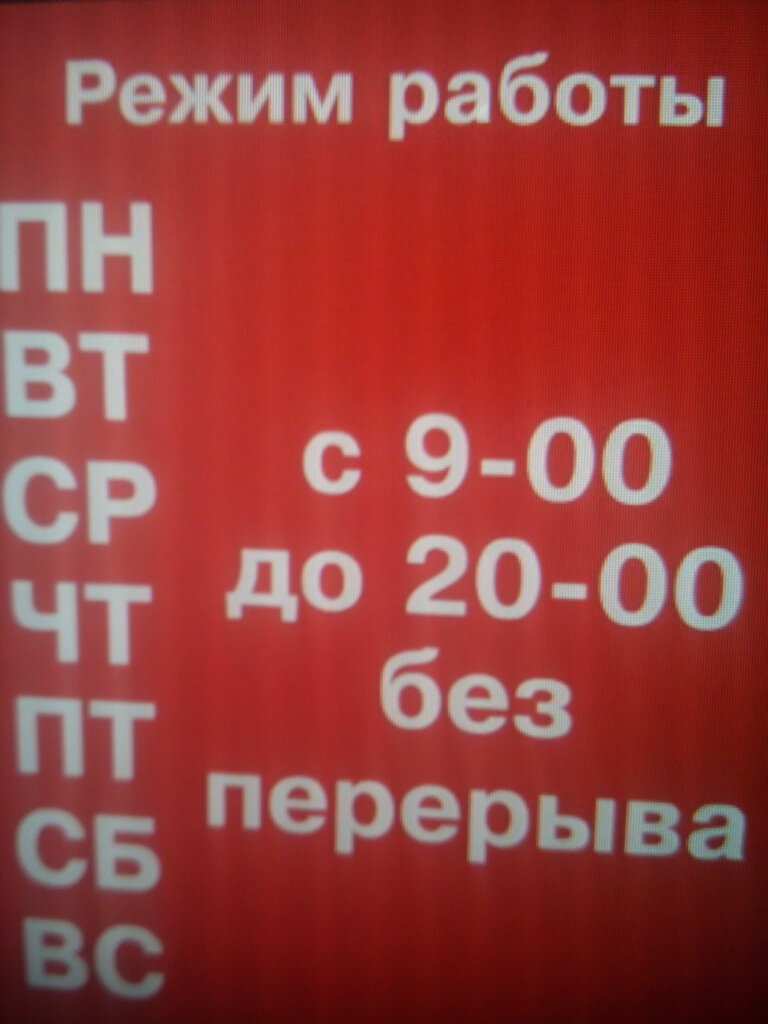 Режим работы
ПН
ВТ
СР
ЧТ
ПТ
СБ
ВС
с 9-00
до 20-00
без
перерыва